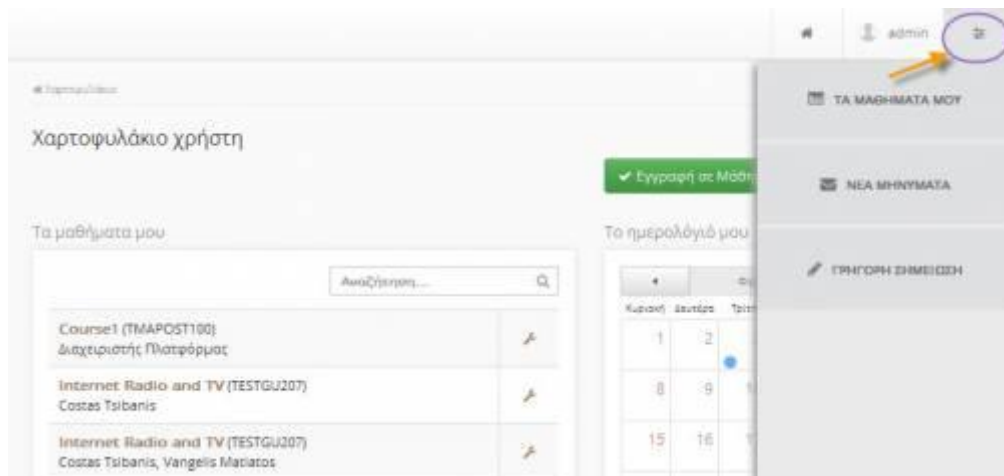 admin
Χαρτοφυλάκιο
Χαρτοφυλάκιο χρήστη
ΤΑ ΜΑΘΗΜΑΤΑ ΜΟΥ
Εγγραφή σε Μάθη
ΝΕΑ ΜΗΝΥΜΑΤΑ
Τα μαθήματα μου
Το ημερολόγιό μου
ΓΡΗΓΟΡΗ ΣΗΜΕΙΩΣΗ
Αναζήτηση...
Κυριακή Δευτέρα Τρίτη
Course1 (TMAPOST100)
Διαχειριστής Πλατφόρμας
1 2
Internet Radio and TV (TESTGU207)
Costas Tsibanis
8 9
Internet Radio and TV (TESTGU207)
Costas Tsibanis, Vangelis Matiatos
15 16